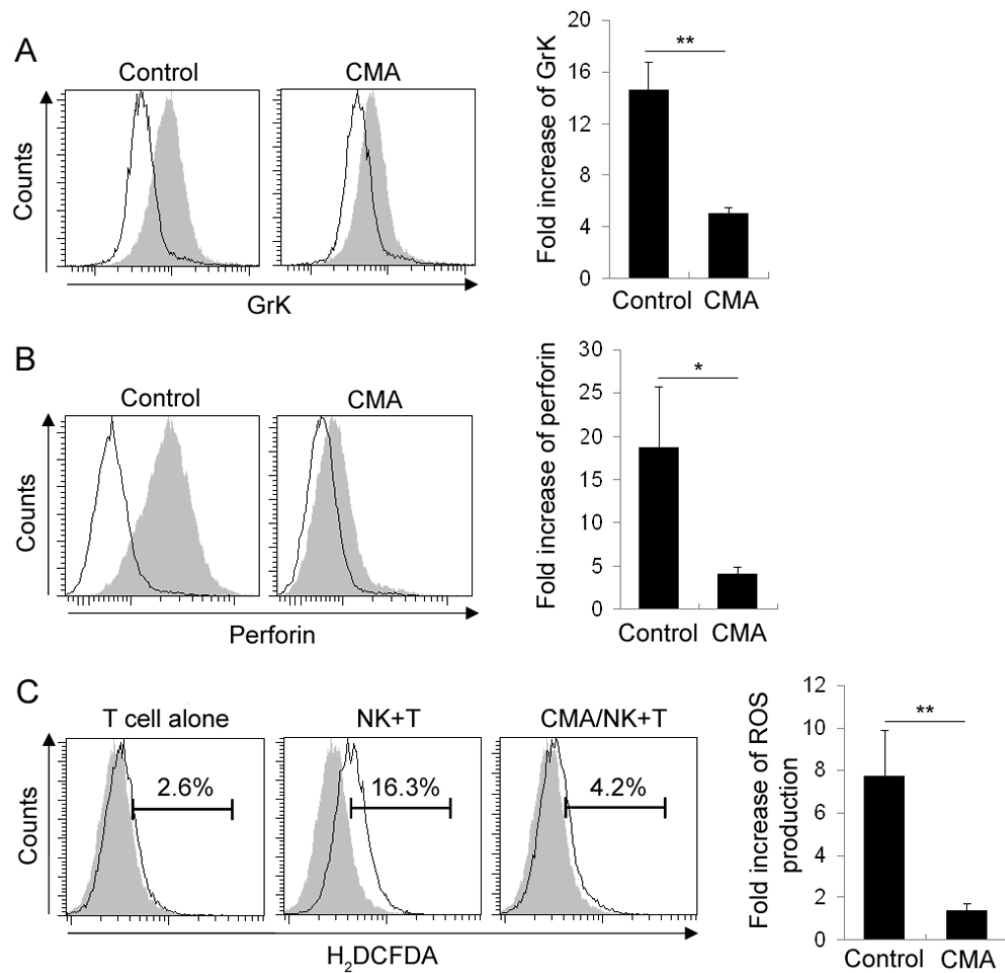 A
Control
CMA
Counts
GrK
Fold increase of GrK
20
16
12
8
4
0
**
Control
CMA
B
Control
CMA
Counts
Perforin
Fold increase of perforin
30
25
20
15
10
5
0
*
Control
CMA
C
T cell alone
NK+T
CMA/NK+T
2.6%
16.3%
4.2%
Counts
H₂DCFDA
Fold increase of ROS
production
12
10
8
6
4
2
0
**
Control
CMA